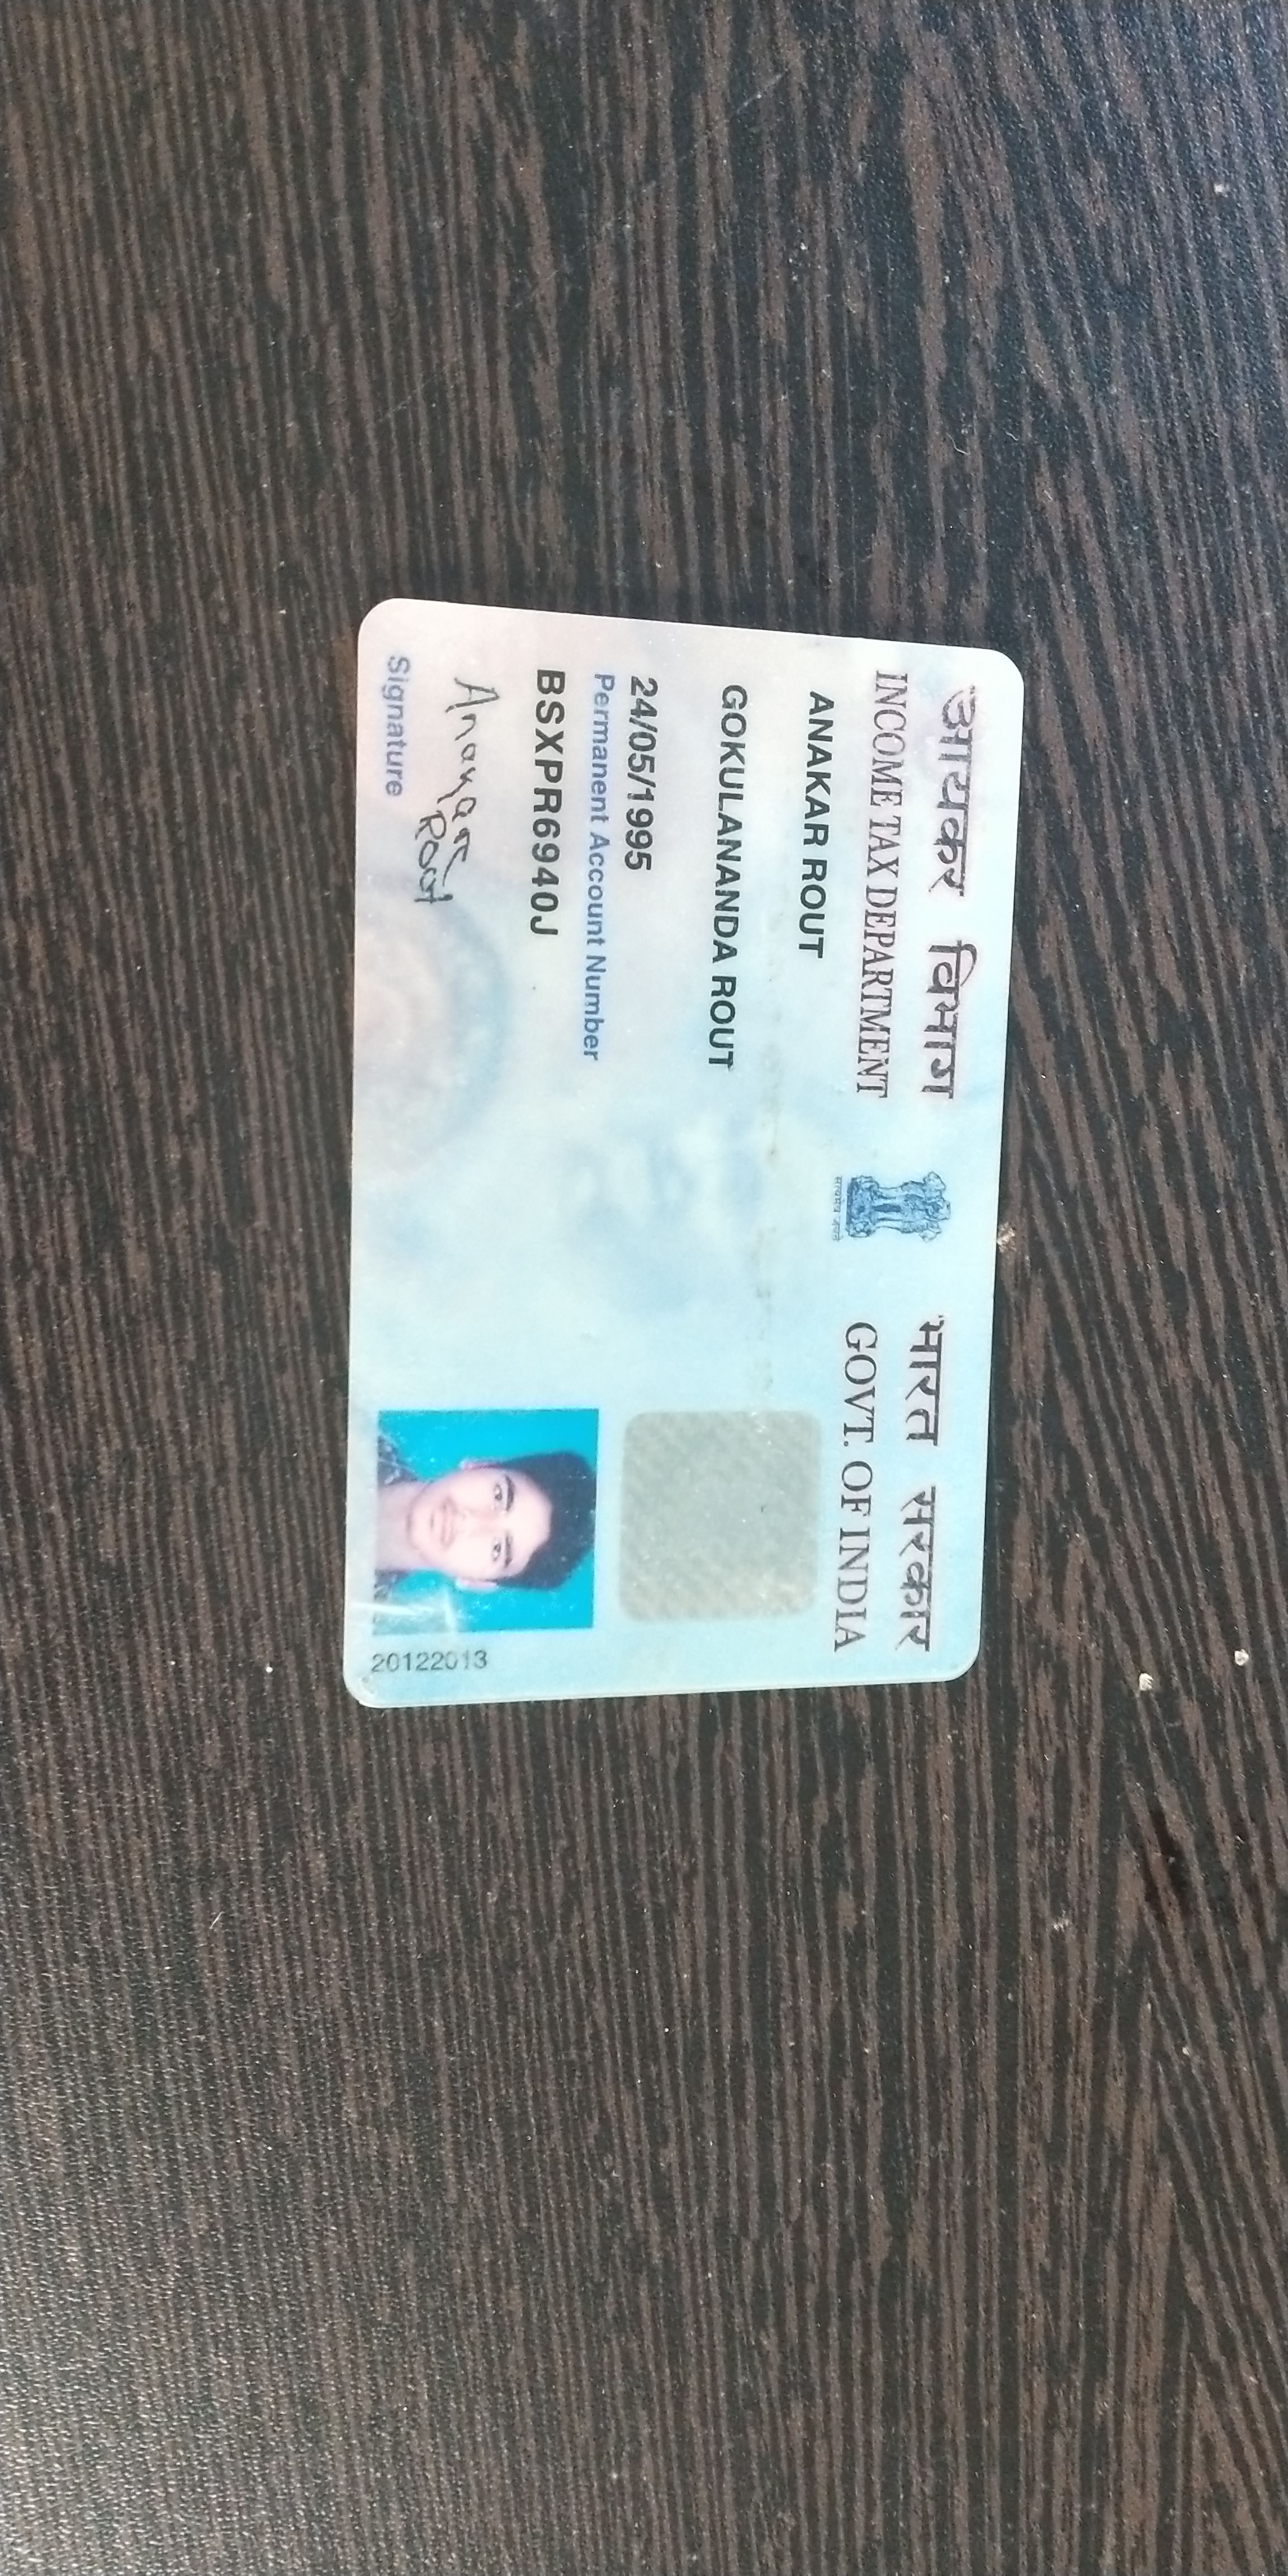 आयकर विभाग
INCOME TAX DEPARTMENT
भारत सरकार
GOVT. OF INDIA
सत्यमेव जयते
ANAKAR ROUT
GOKULANANDA ROUT
24/05/1995
Permanent Account Number
BSXPR6940J
Anakar Rout
Signature
20122013